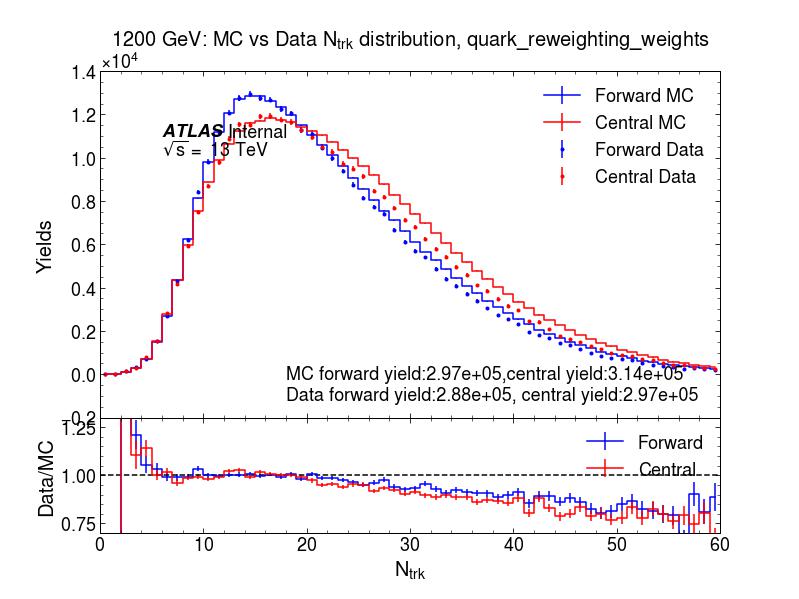 1200 GeV: MC vs Data N_trk distribution, quark_reweighting_weights
×10⁴
1.4
1.2
1.0
0.8
0.6
0.4
0.2
0.0
0.2
Yields
ATLAS Internal
√s = 13 TeV
Forward MC
Central MC
Forward Data
Central Data
MC forward yield:2.97e+05,central yield:3.14e+05
Data forward yield:2.88e+05, central yield:2.97e+05
1.25
1.00
0.75
Data/MC
Forward
Central
0 10 20 30 40 50 60
N_trk